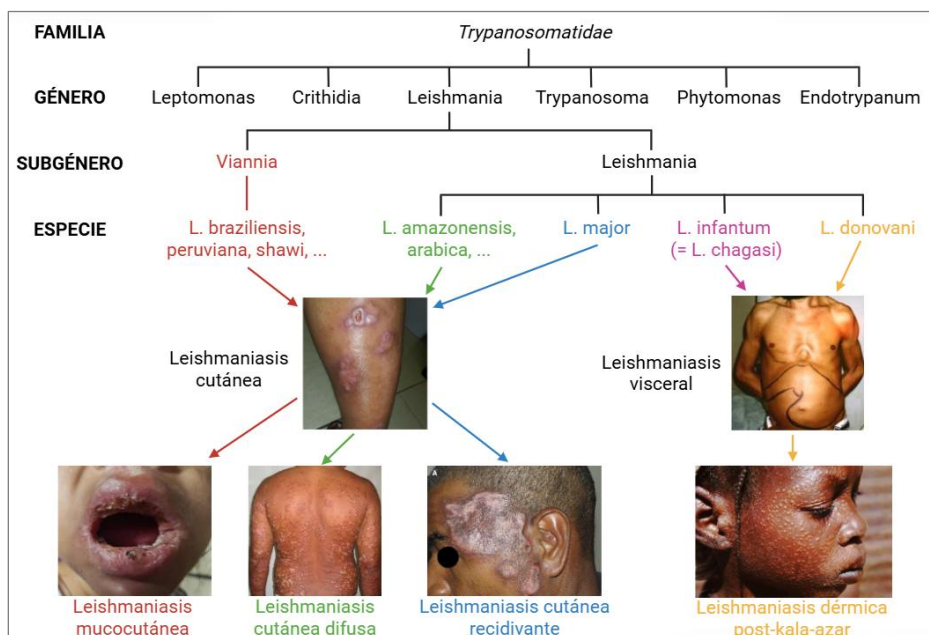 FAMILIA Trypanosomatidae
GÉNERO Leptomonas Crithidia Leishmania Trypanosoma Phytomonas Endotrypanum
SUBGÉNERO Viannia Leishmania
ESPECIE L. braziliensis, L. amazonensis, L. major L. infantum L. donovani
peruviana, shawi, ... arabica, ... (= L. chagasi)
Leishmaniasis
cutánea
Leishmaniasis
visceral
A
Leishmaniasis
mucocutánea
Leishmaniasis
cutánea difusa
Leishmaniasis cutánea
recidivante
Leishmaniasis dérmica
post-kala-azar